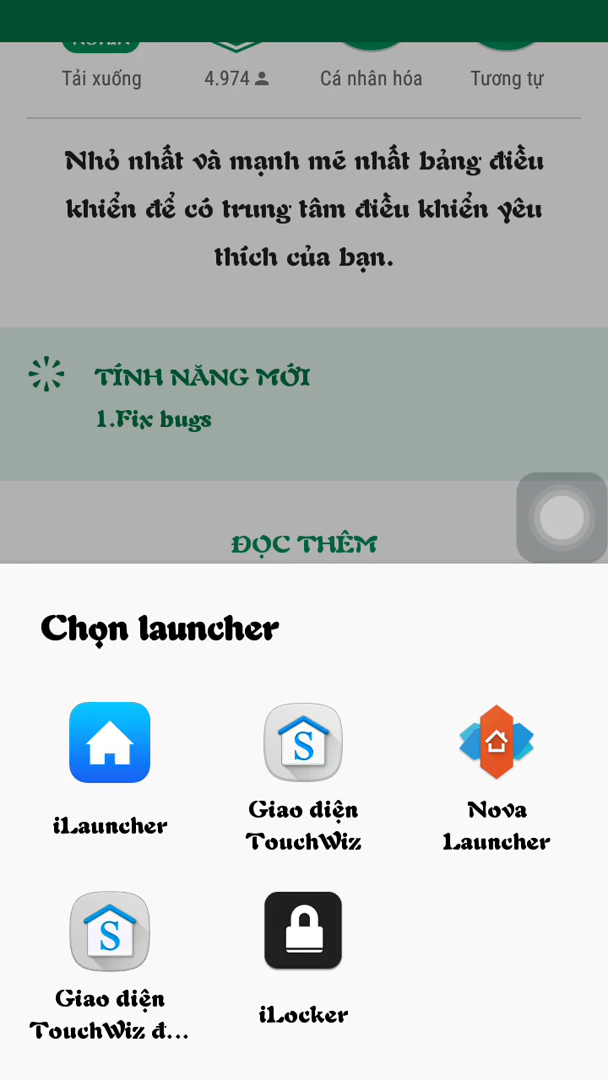 Tải xuống
4.974
Cá nhân hóa
Tương tự
Nhỏ nhất và mạnh mẽ nhất bảng điều
khiển để có trung tâm điều khiển yêu
thích của bạn.
TÍNH NĂNG MỚI
1.Fix bugs
ĐỌC THÊM
Chọn launcher
iLauncher
Giao diện
TouchWiz
Nova
Launcher
Giao diện
TouchWiz đ...
iLocker